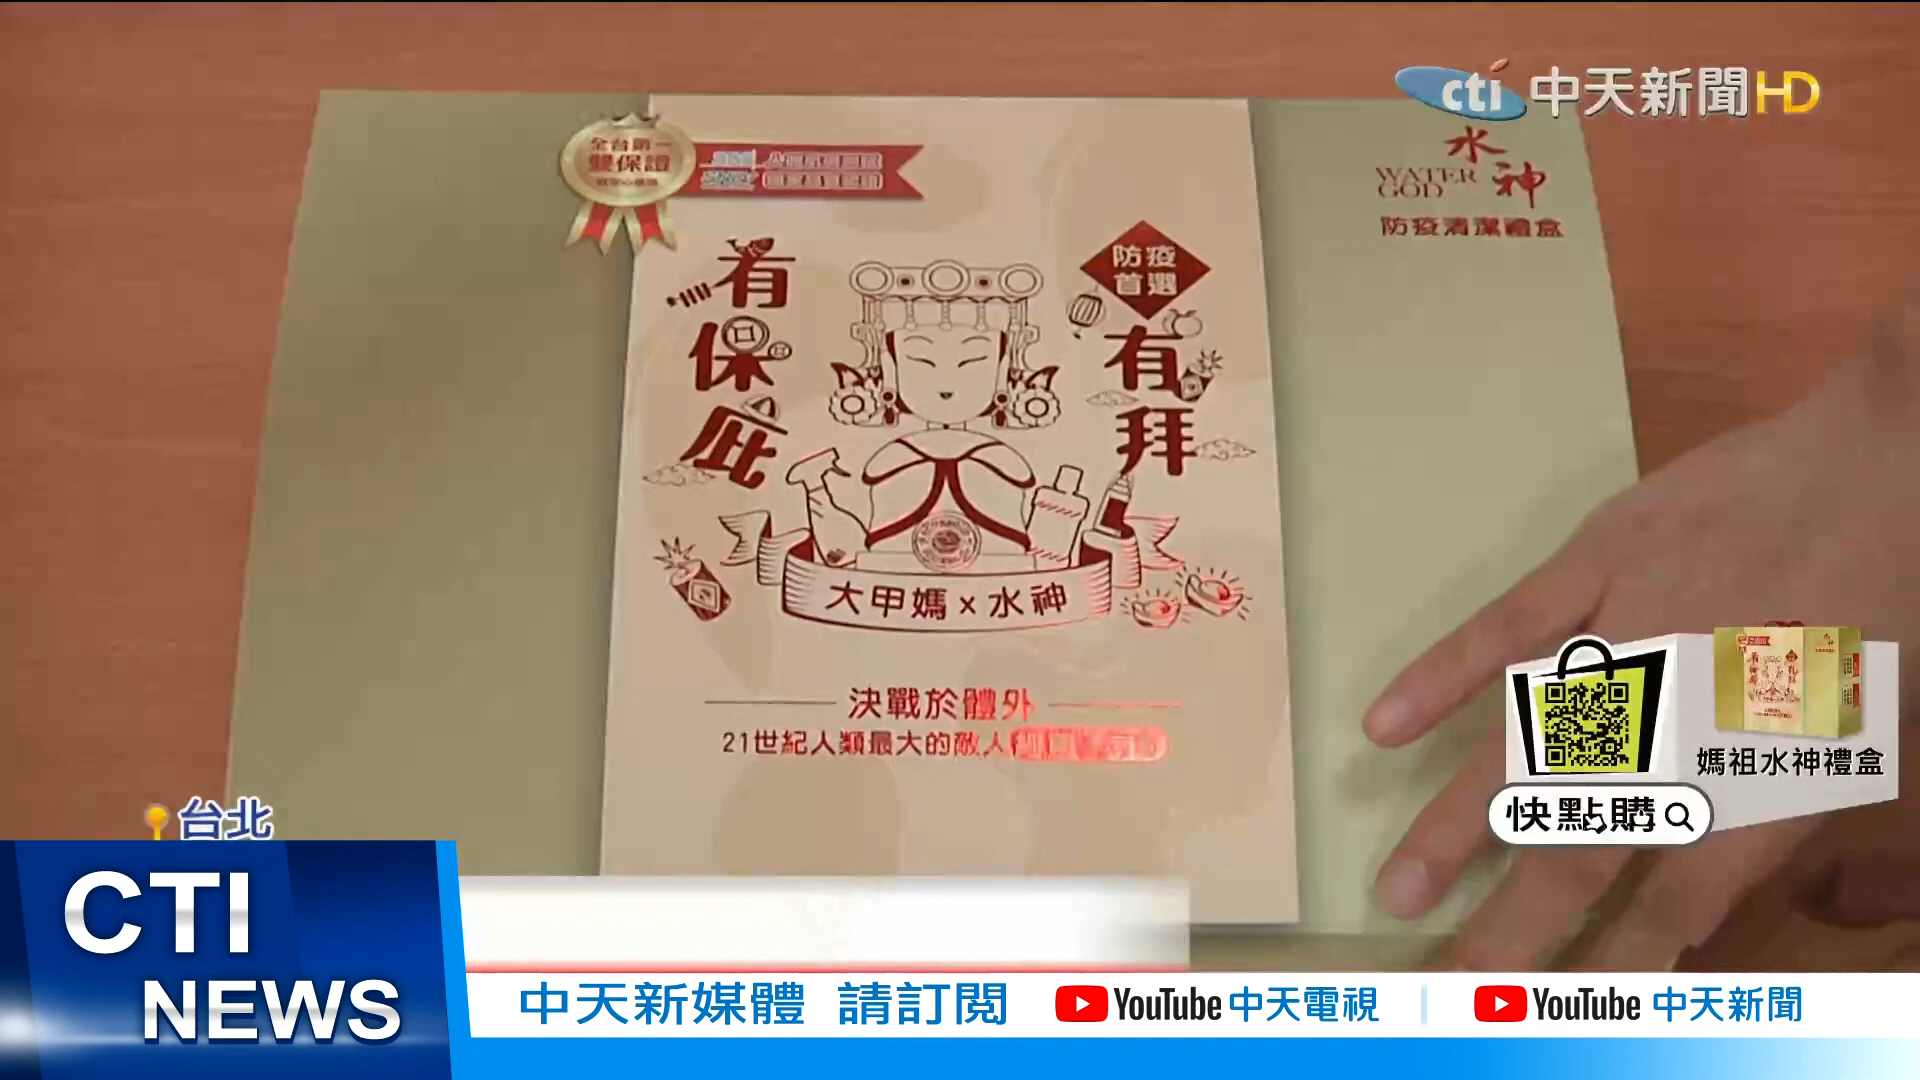 cti 中天新聞HD
全台第一
雙保證
水神
WATER
GOD
防疫清潔禮盒
有保庇
防疫
首選
有拜
大甲媽x水神
決戰於體外
21世紀人類最大的敵人
媽祖水神禮盒
快點購
台北
CTI
NEWS
中天新媒體 請訂閱 YouTube 中天電視 YouTube 中天新聞